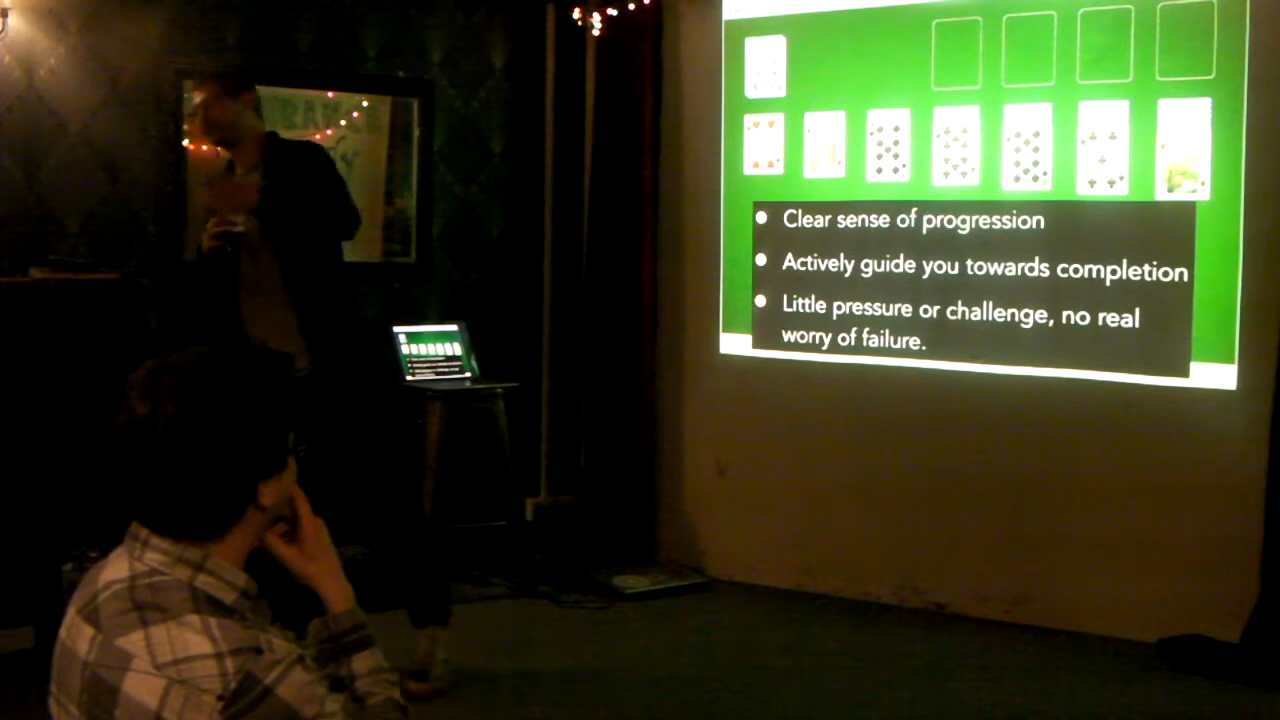 Clear sense of progression
Actively guide you towards completion
Little pressure or challenge, no real
worry of failure.